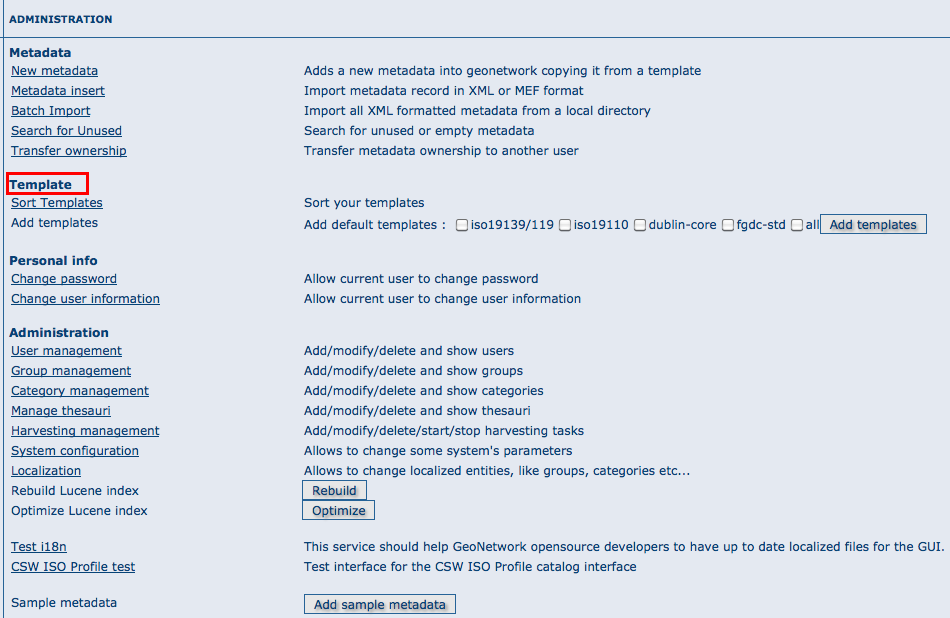 ADMINISTRATION
Metadata
New metadata Adds a new metadata into geonetwork copying it from a template
Metadata insert Import metadata record in XML or MEF format
Batch Import Import all XML formatted metadata from a local directory
Search for Unused Search for unused or empty metadata
Transfer ownership Transfer metadata ownership to another user
Template
Sort Templates Sort your templates
Add templates Add default templates : iso19139/119 iso19110 dublin-core fgdc-std all Add templates
Personal info
Change password Allow current user to change password
Change user information Allow current user to change user information
Administration
User management Add/modify/delete and show users
Group management Add/modify/delete and show groups
Category management Add/modify/delete and show categories
Manage thesauri Add/modify/delete and show thesauri
Harvesting management Add/modify/delete/start/stop harvesting tasks
System configuration Allows to change some system's parameters
Localization Allows to change localized entities, like groups, categories etc...
Rebuild Lucene index Rebuild
Optimize Lucene index Optimize
Test i18n This service should help GeoNetwork opensource developers to have up to date localized files for the GUI.
CSW ISO Profile test Test interface for the CSW ISO Profile catalog interface
Sample metadata Add sample metadata